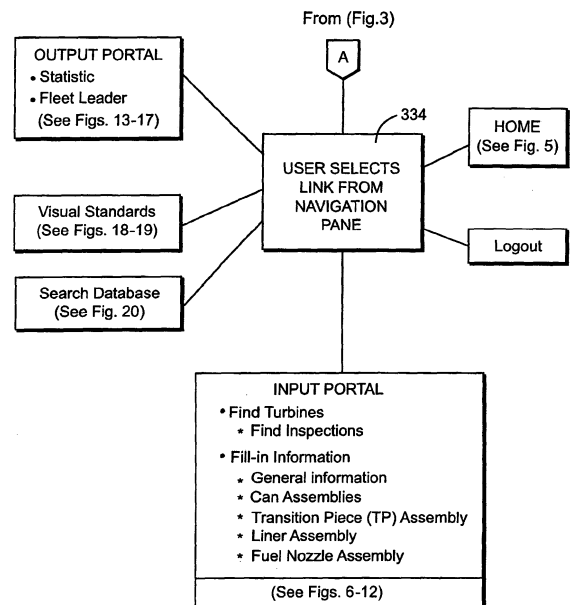 From (Fig.3)
A
OUTPUT PORTAL
• Statistic
• Fleet Leader
(See Figs. 13-17)
334
USER SELECTS
LINK FROM
NAVIGATION
PANE
HOME
(See Fig. 5)
Visual Standards
(See Figs. 18-19)
Logout
Search Database
(See Fig. 20)
INPUT PORTAL
• Find Turbines
* Find Inspections
• Fill-in Information
* General information
* Can Assemblies
* Transition Piece (TP) Assembly
* Liner Assembly
* Fuel Nozzle Assembly
(See Figs. 6-12)